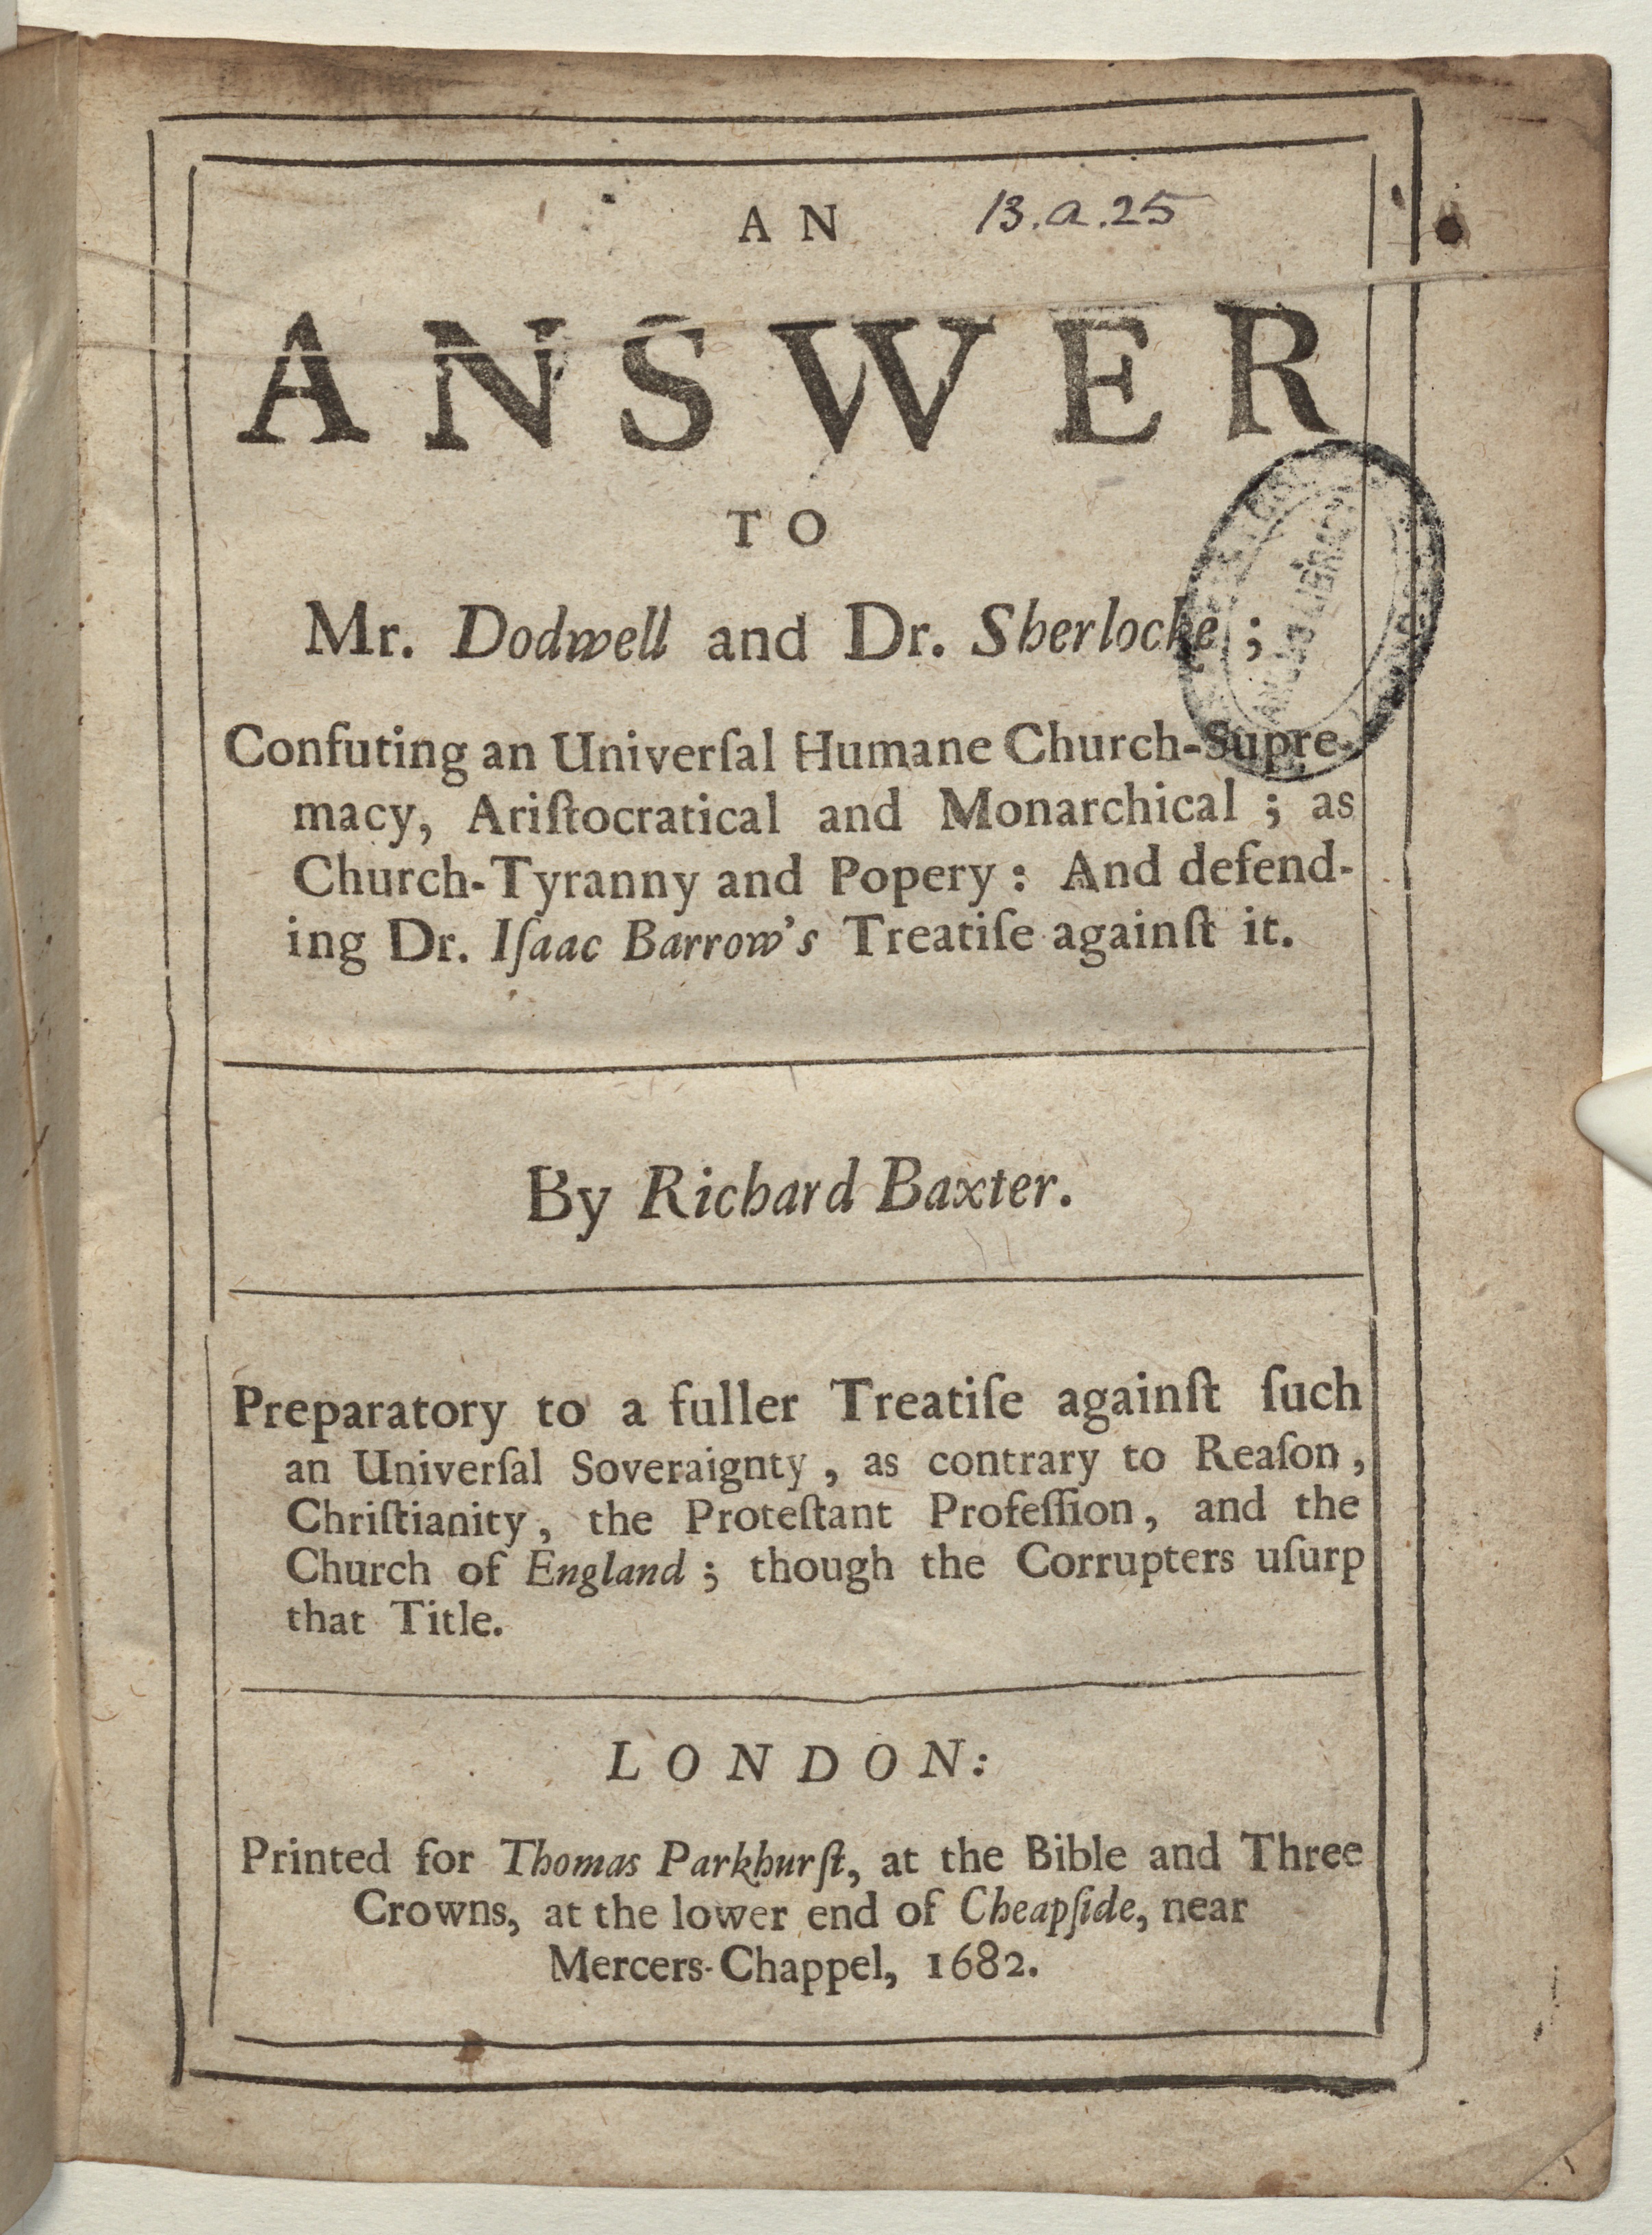 AN 13.a.25
ANSWER
TO
Mr. Dodwell and Dr. Sherlocke ;
Confuting an Univerſal Humane Church-Supre-
macy, Ariſtocratical and Monarchical ; as
Church-Tyranny and Popery : And defend-
ing Dr. Iſaac Barrow's Treatiſe againſt it.
By Richard Baxter.
Preparatory to a fuller Treatiſe againſt ſuch
an Univerſal Soveraignty , as contrary to Reaſon ,
Chriſtianity , the Proteſtant Profeſſion, and the
Church of England ; though the Corrupters uſurp
that Title.
LONDON:
Printed for Thomas Parkhurſt, at the Bible and Three
Crowns, at the lower end of Cheapſide, near
Mercers-Chappel, 1682.